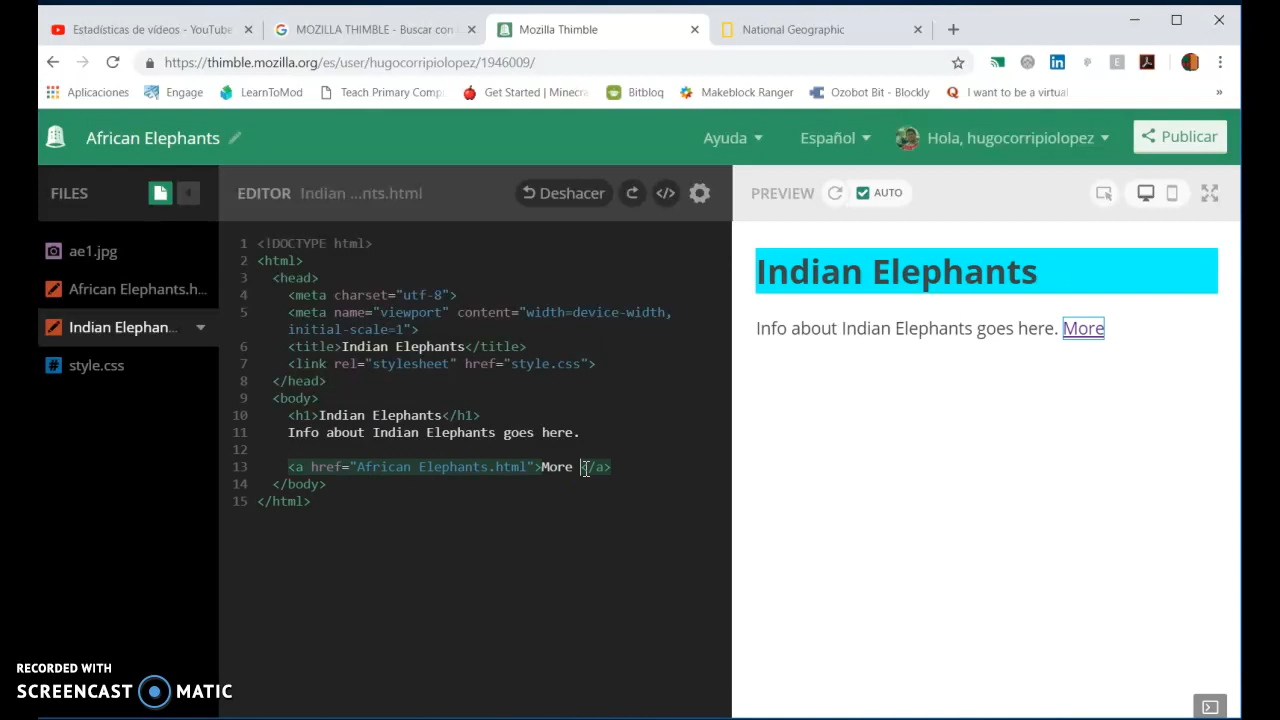 Estadísticas de vídeos - YouTube
MOZILLA THIMBLE - Buscar con
Mozilla Thimble
National Geographic
https://thimble.mozilla.org/es/user/hugocorripiolopez/1946009/
Aplicaciones
Engage
LearnToMod
Teach Primary Comp
Get Started | Minecra
Bitbloq
Makeblock Ranger
Ozobot Bit - Blockly
I want to be a virtual
»
African Elephants
Ayuda
Español
Hola, hugocorripiolopez
Publicar
FILES
EDITOR Indian ...nts.html
Deshacer
PREVIEW
AUTO
ae1.jpg
African Elephants.h...
Indian Elephan...
style.css
1 <!DOCTYPE html>
2 <html>
3 <head>
4 <meta charset="utf-8">
5 <meta name="viewport" content="width=device-width,
initial-scale=1">
6 <title>Indian Elephants</title>
7 <link rel="stylesheet" href="style.css">
8 </head>
9 <body>
10 <h1>Indian Elephants</h1>
11 Info about Indian Elephants goes here.
12
13 <a href="African Elephants.html">More </a>
14 </body>
15 </html>
Indian Elephants
Info about Indian Elephants goes here. More
RECORDED WITH
SCREENCAST MATIC